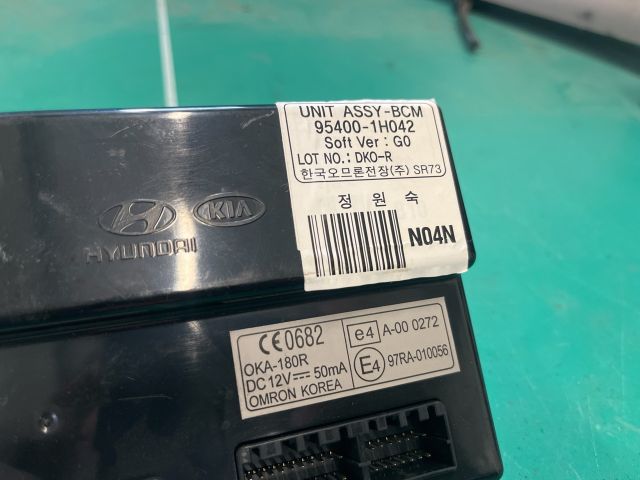 UNIT ASSY-BCM
95400-1H042
Soft Ver : G0
LOT NO.: DKO-R
한국오므론전장(주) SR73
정 원 숙
N04N
HYUNDAI
KIA
CE0682
OKA-180R
DC 12V 50mA
OMRON KOREA
e4 A-00 0272
E4 97RA-010056